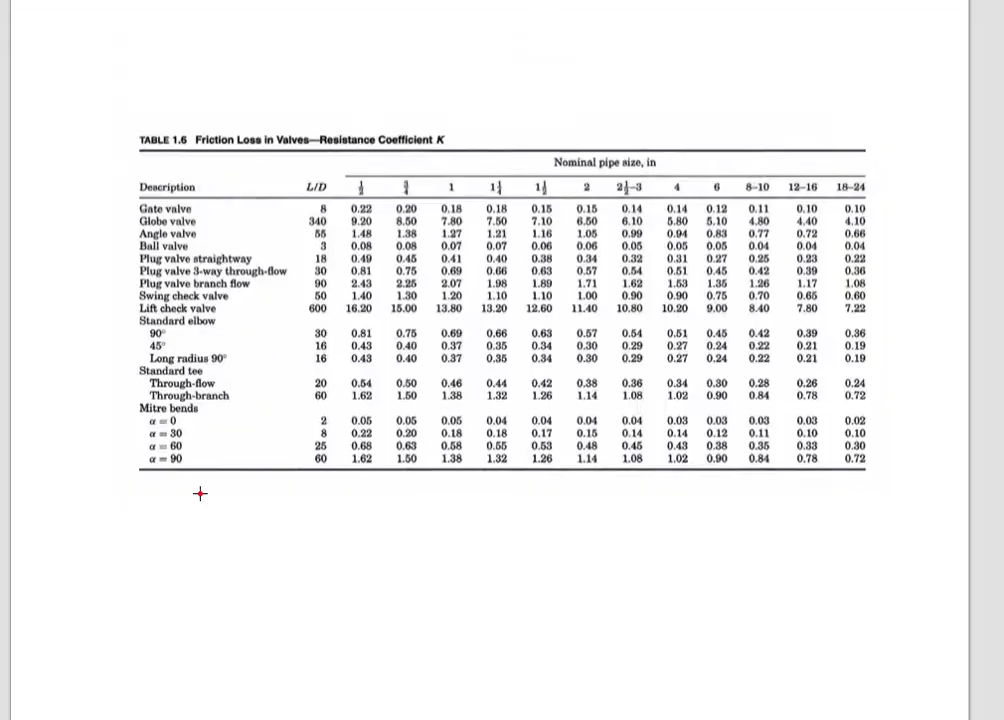 TABLE 1.6 Friction Loss in Valves—Resistance Coefficient K
Nominal pipe size, in
Description L/D 1/2 3/4 1 1 1/4 1 1/2 2 2 1/2–3 4 6 8–10 12–16 18–24
Gate valve 8 0.22 0.20 0.18 0.18 0.15 0.15 0.14 0.14 0.12 0.11 0.10 0.10
Globe valve 340 9.20 8.50 7.80 7.50 7.10 6.50 6.10 5.80 5.10 4.80 4.40 4.10
Angle valve 55 1.48 1.38 1.27 1.21 1.16 1.05 0.99 0.94 0.83 0.77 0.72 0.66
Ball valve 3 0.08 0.08 0.07 0.07 0.06 0.06 0.05 0.05 0.05 0.04 0.04 0.04
Plug valve straightway 18 0.49 0.45 0.41 0.40 0.38 0.34 0.32 0.31 0.27 0.25 0.23 0.22
Plug valve 3-way through-flow 30 0.81 0.75 0.69 0.66 0.63 0.57 0.54 0.51 0.45 0.42 0.39 0.36
Plug valve branch flow 90 2.43 2.25 2.07 1.98 1.89 1.71 1.62 1.53 1.35 1.26 1.17 1.08
Swing check valve 50 1.40 1.30 1.20 1.10 1.10 1.00 0.90 0.90 0.75 0.70 0.65 0.60
Lift check valve 600 16.20 15.00 13.80 13.20 12.60 11.40 10.80 10.20 9.00 8.40 7.80 7.22
Standard elbow
90° 30 0.81 0.75 0.69 0.66 0.63 0.57 0.54 0.51 0.45 0.42 0.39 0.36
45° 16 0.43 0.40 0.37 0.35 0.34 0.30 0.29 0.27 0.24 0.22 0.21 0.19
Long radius 90° 16 0.43 0.40 0.37 0.35 0.34 0.30 0.29 0.27 0.24 0.22 0.21 0.19
Standard tee
Through-flow 20 0.54 0.50 0.46 0.44 0.42 0.38 0.36 0.34 0.30 0.28 0.26 0.24
Through-branch 60 1.62 1.50 1.38 1.32 1.26 1.14 1.08 1.02 0.90 0.84 0.78 0.72
Mitre bends
α = 0 2 0.05 0.05 0.05 0.04 0.04 0.04 0.04 0.03 0.03 0.03 0.03 0.02
α = 30 8 0.22 0.20 0.18 0.18 0.17 0.15 0.14 0.14 0.12 0.11 0.10 0.10
α = 60 25 0.68 0.63 0.58 0.55 0.53 0.48 0.45 0.43 0.38 0.35 0.33 0.30
α = 90 60 1.62 1.50 1.38 1.32 1.26 1.14 1.08 1.02 0.90 0.84 0.78 0.72